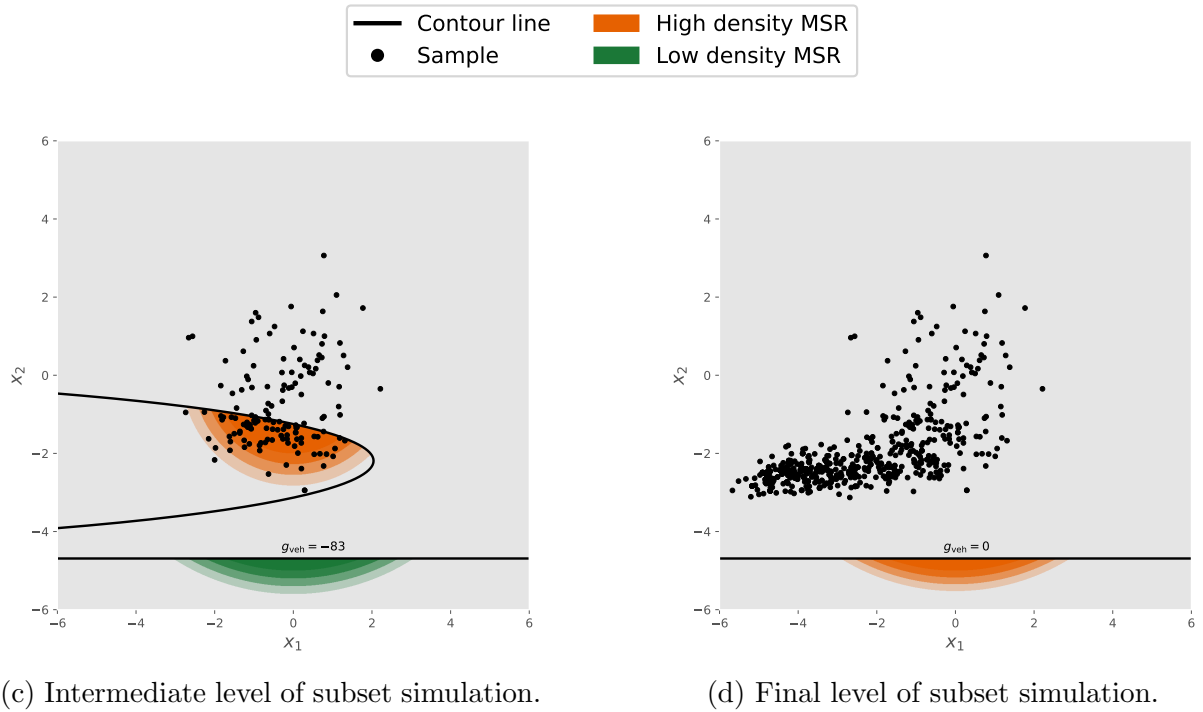 Contour line
Sample
High density MSR
Low density MSR
6
4
2
0
−2
−4
−6
x₂
g_veh = −83
−6 −4 −2 0 2 4 6
x₁
(c) Intermediate level of subset simulation.
6
4
2
0
−2
−4
−6
x₂
g_veh = 0
−6 −4 −2 0 2 4 6
x₁
(d) Final level of subset simulation.